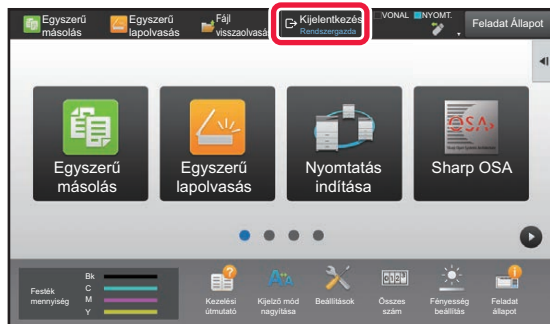 Egyszerű
másolás
Egyszerű
lapolvasás
Fájl
visszaolvasás
Kijelentkezés
Rendszergazda
VONAL
NYOMT.
Feladat Állapot
Egyszerű
másolás
Egyszerű
lapolvasás
Nyomtatás
indítása
OSA
Sharp OSA
Festék
mennyiség
Bk
C
M
Y
Kezelési
útmutató
Kijelző mód
nagyítása
Beállítások
Összes
szám
Fényesség
beállítás
Feladat
állapot